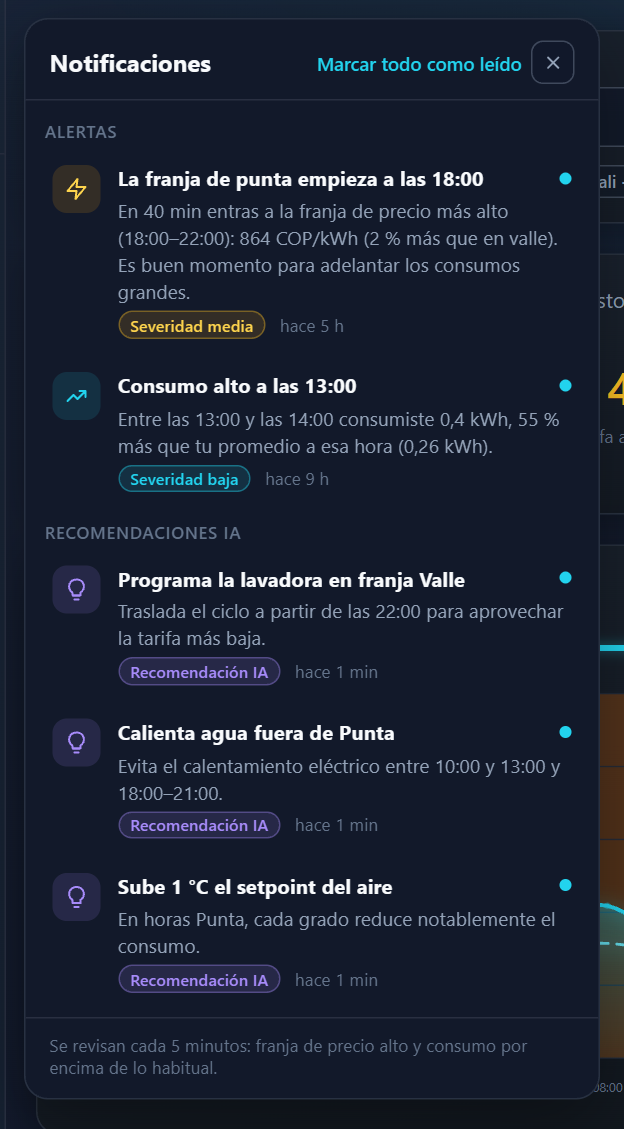 Notificaciones
Marcar todo como leído
ALERTAS
La franja de punta empieza a las 18:00
En 40 min entras a la franja de precio más alto
(18:00–22:00): 864 COP/kWh (2 % más que en valle).
Es buen momento para adelantar los consumos
grandes.
Severidad media
hace 5 h
Consumo alto a las 13:00
Entre las 13:00 y las 14:00 consumiste 0,4 kWh, 55 %
más que tu promedio a esa hora (0,26 kWh).
Severidad baja
hace 9 h
RECOMENDACIONES IA
Programa la lavadora en franja Valle
Traslada el ciclo a partir de las 22:00 para aprovechar
la tarifa más baja.
Recomendación IA
hace 1 min
Calienta agua fuera de Punta
Evita el calentamiento eléctrico entre 10:00 y 13:00 y
18:00–21:00.
Recomendación IA
hace 1 min
Sube 1 °C el setpoint del aire
En horas Punta, cada grado reduce notablemente el
consumo.
Recomendación IA
hace 1 min
Se revisan cada 5 minutos: franja de precio alto y consumo por
encima de lo habitual.